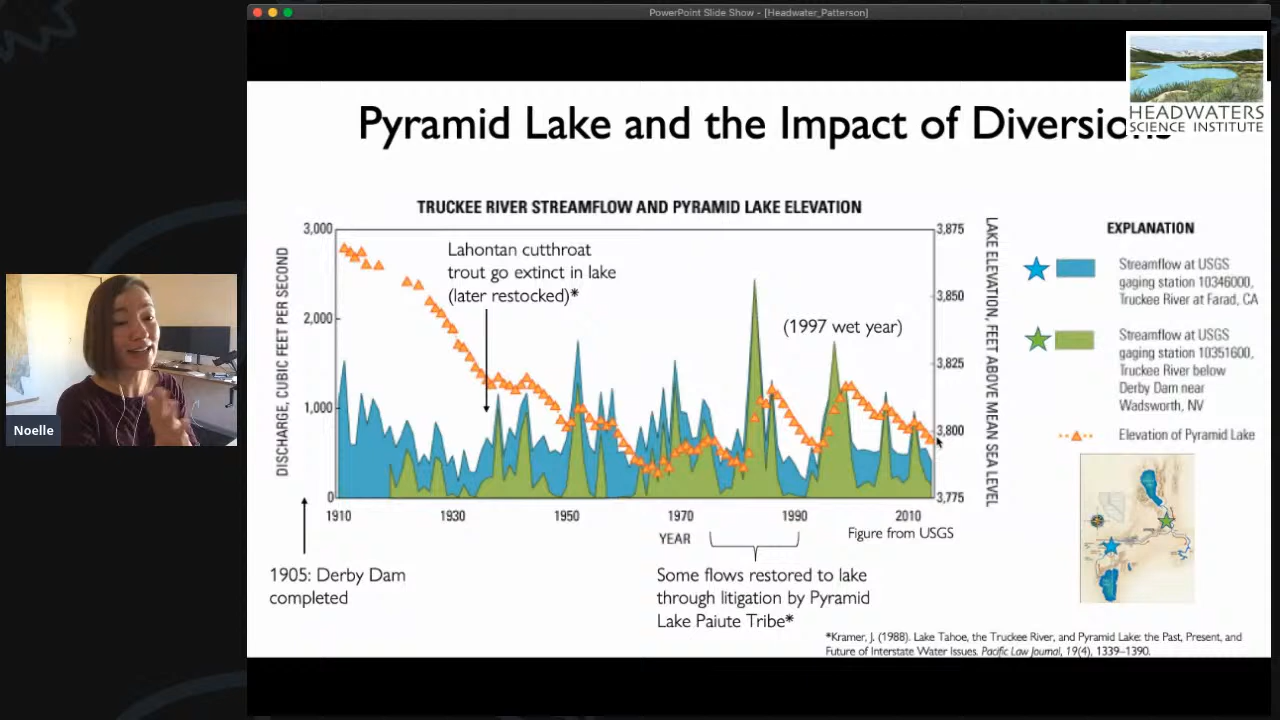 PowerPoint Slide Show - [Headwater_Patterson]
HEADWATERS
SCIENCE INSTITUTE
Pyramid Lake and the Impact of
TRUCKEE RIVER STREAMFLOW AND PYRAMID LAKE ELEVATION
DISCHARGE, CUBIC FEET PER SECOND
3,000
2,000
1,000
0
Lahontan cutthroat
trout go extinct in lake
(later restocked)*
(1997 wet year)
3,875
3,850
3,825
3,800
3,775
LAKE ELEVATION, FEET ABOVE MEAN SEA LEVEL
1910 1930 1950 1970 1990 2010
YEAR
Figure from USGS
EXPLANATION
Streamflow at USGS
gaging station 10346000,
Truckee River at Farad, CA
Streamflow at USGS
gaging station 10351600,
Truckee River below
Derby Dam near
Wadsworth, NV
Elevation of Pyramid Lake
Noelle
1905: Derby Dam
completed
Some flows restored to lake
through litigation by Pyramid
Lake Paiute Tribe*
*Kramer, J. (1988). Lake Tahoe, the Truckee River, and Pyramid Lake: the Past, Present, and
Future of Interstate Water Issues. Pacific Law Journal, 19(4), 1339–1390.